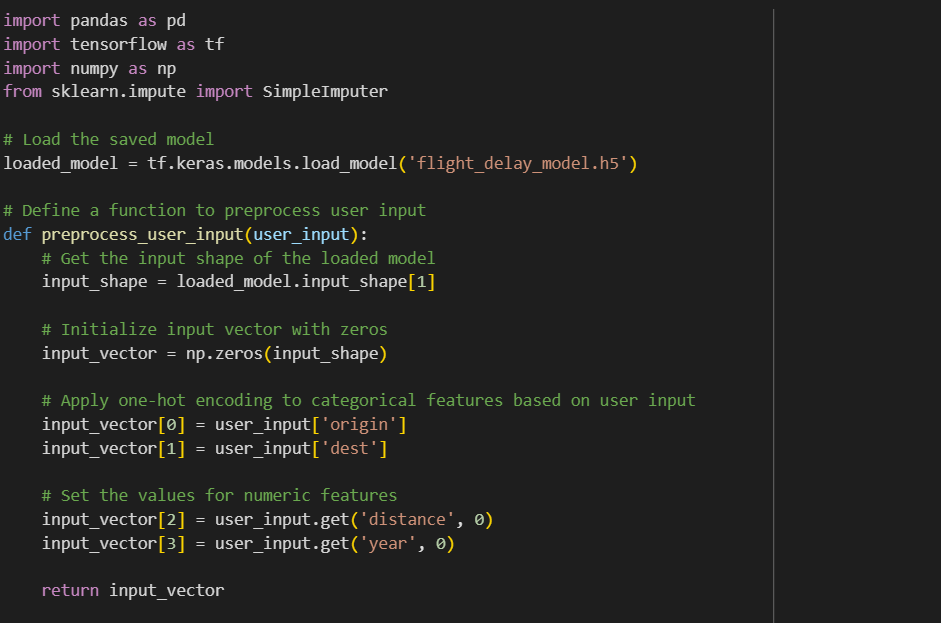 import pandas as pd
import tensorflow as tf
import numpy as np
from sklearn.impute import SimpleImputer
# Load the saved model
loaded_model = tf.keras.models.load_model('flight_delay_model.h5')
# Define a function to preprocess user input
def preprocess_user_input(user_input):
    # Get the input shape of the loaded model
    input_shape = loaded_model.input_shape[1]
    # Initialize input vector with zeros
    input_vector = np.zeros(input_shape)
    # Apply one-hot encoding to categorical features based on user input
    input_vector[0] = user_input['origin']
    input_vector[1] = user_input['dest']
    # Set the values for numeric features
    input_vector[2] = user_input.get('distance', 0)
    input_vector[3] = user_input.get('year', 0)
    return input_vector